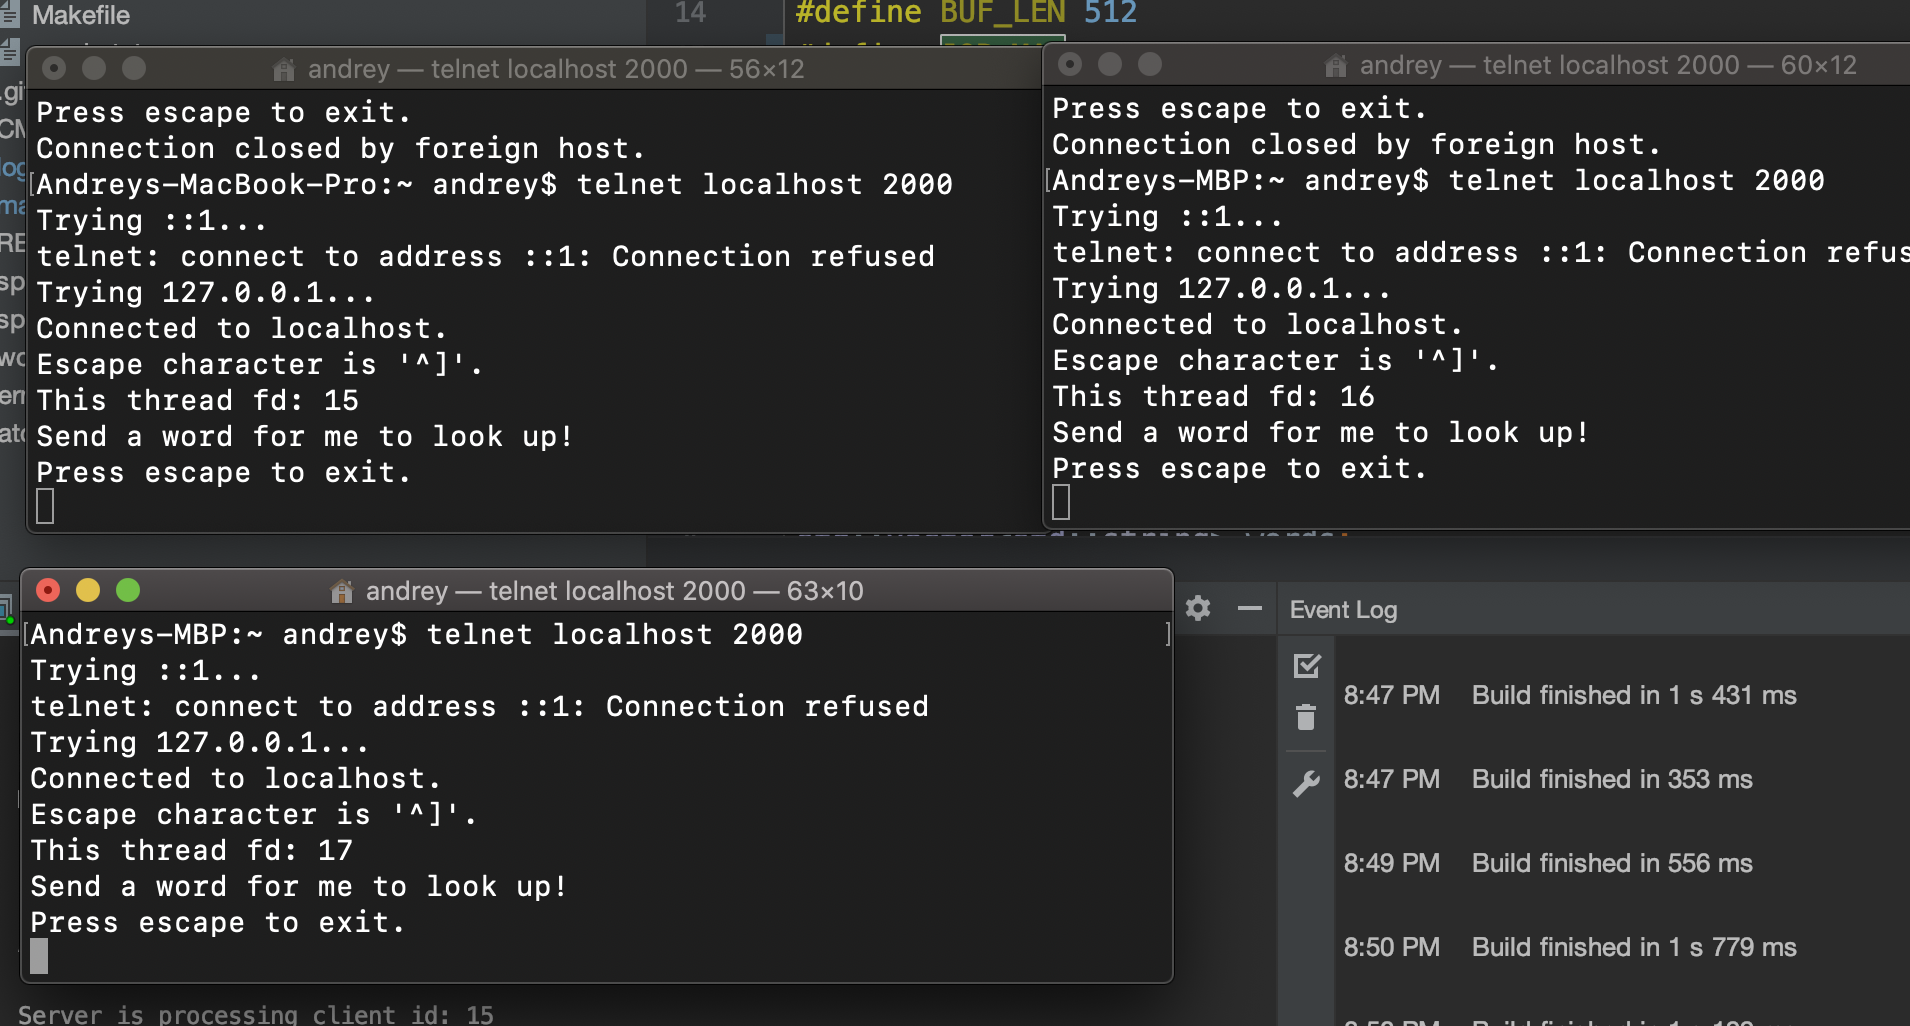 Makefile
14 #define BUF_LEN 512
andrey — telnet localhost 2000 — 56×12
Press escape to exit.
Connection closed by foreign host.
[Andreys-MacBook-Pro:~ andrey$ telnet localhost 2000
Trying ::1...
telnet: connect to address ::1: Connection refused
Trying 127.0.0.1...
Connected to localhost.
Escape character is '^]'.
This thread fd: 15
Send a word for me to look up!
Press escape to exit.
andrey — telnet localhost 2000 — 60×12
Press escape to exit.
Connection closed by foreign host.
[Andreys-MBP:~ andrey$ telnet localhost 2000
Trying ::1...
telnet: connect to address ::1: Connection refus
Trying 127.0.0.1...
Connected to localhost.
Escape character is '^]'.
This thread fd: 16
Send a word for me to look up!
Press escape to exit.
andrey — telnet localhost 2000 — 63×10
[Andreys-MBP:~ andrey$ telnet localhost 2000 ]
Trying ::1...
telnet: connect to address ::1: Connection refused
Trying 127.0.0.1...
Connected to localhost.
Escape character is '^]'.
This thread fd: 17
Send a word for me to look up!
Press escape to exit.
Server is processing client id: 15
Event Log
8:47 PM Build finished in 1 s 431 ms
8:47 PM Build finished in 353 ms
8:49 PM Build finished in 556 ms
8:50 PM Build finished in 1 s 779 ms